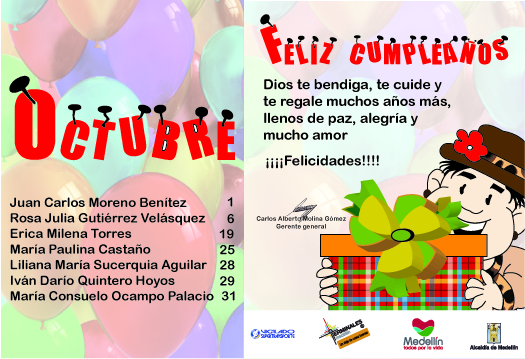 OCTUBRE
Juan Carlos Moreno Benítez 1
Rosa Julia Gutiérrez Velásquez 6
Erica Milena Torres 19
María Paulina Castaño 25
Liliana María Sucerquia Aguilar 28
Iván Darío Quintero Hoyos 29
María Consuelo Ocampo Palacio 31
FELIZ CUMPLEAÑOS
Dios te bendiga, te cuide y
te regale muchos años más,
llenos de paz, alegría y
mucho amor
¡¡¡¡Felicidades!!!!
Carlos Alberto Molina Gómez
Gerente general
VIGILADO
SUPERTRANSPORTE
TERMINALES
Medellín
todos por la vida
Alcaldía de Medellín